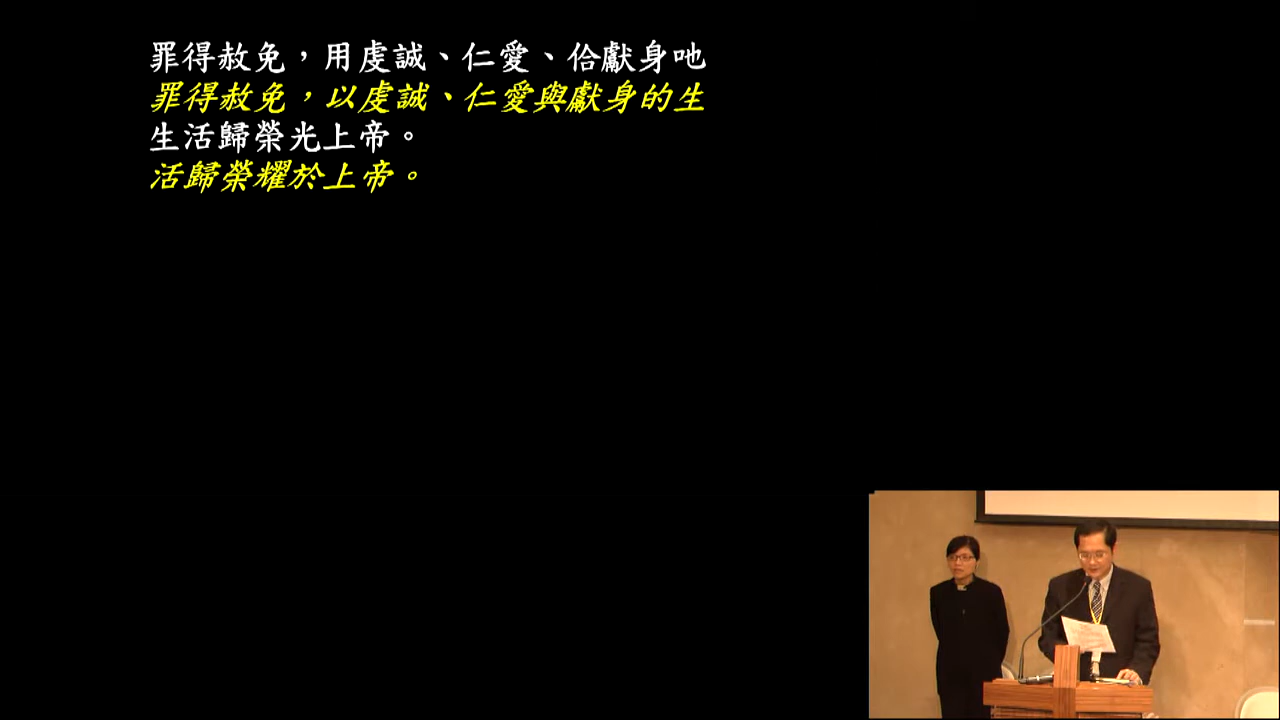 罪得赦免，用虔誠、仁愛、佮獻身吔
罪得赦免，以虔誠、仁愛與獻身的生
生活歸榮光上帝。
活歸榮耀於上帝。